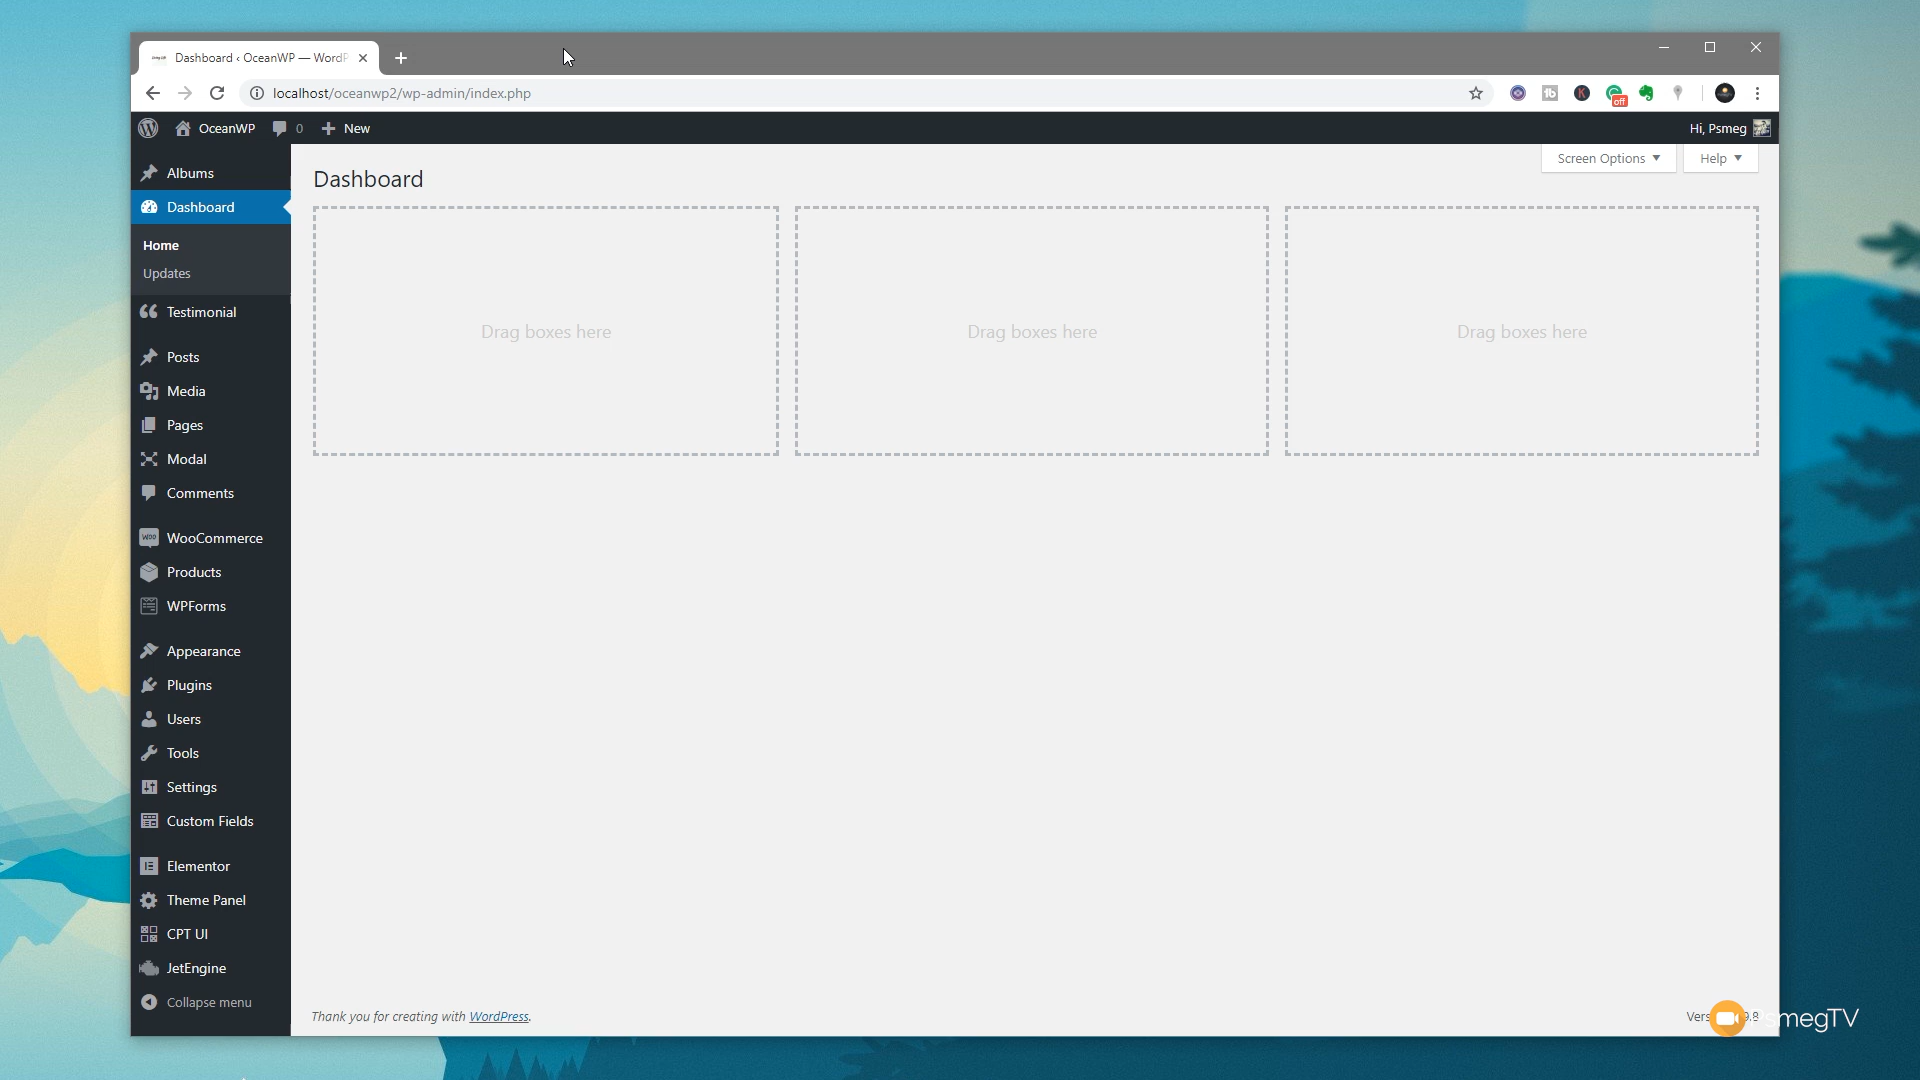 Dashboard ‹ OceanWP — WordP
localhost/oceanwp2/wp-admin/index.php
off
OceanWP 0 New
Hi, Psmeg
Screen Options Help
Albums
Dashboard
Home
Updates
Testimonial
Posts
Media
Pages
Modal
Comments
WooCommerce
Products
WPForms
Appearance
Plugins
Users
Tools
Settings
Custom Fields
Elementor
Theme Panel
CPT UI
JetEngine
Collapse menu
Dashboard
Drag boxes here
Drag boxes here
Drag boxes here
Thank you for creating with WordPress.
smegTV